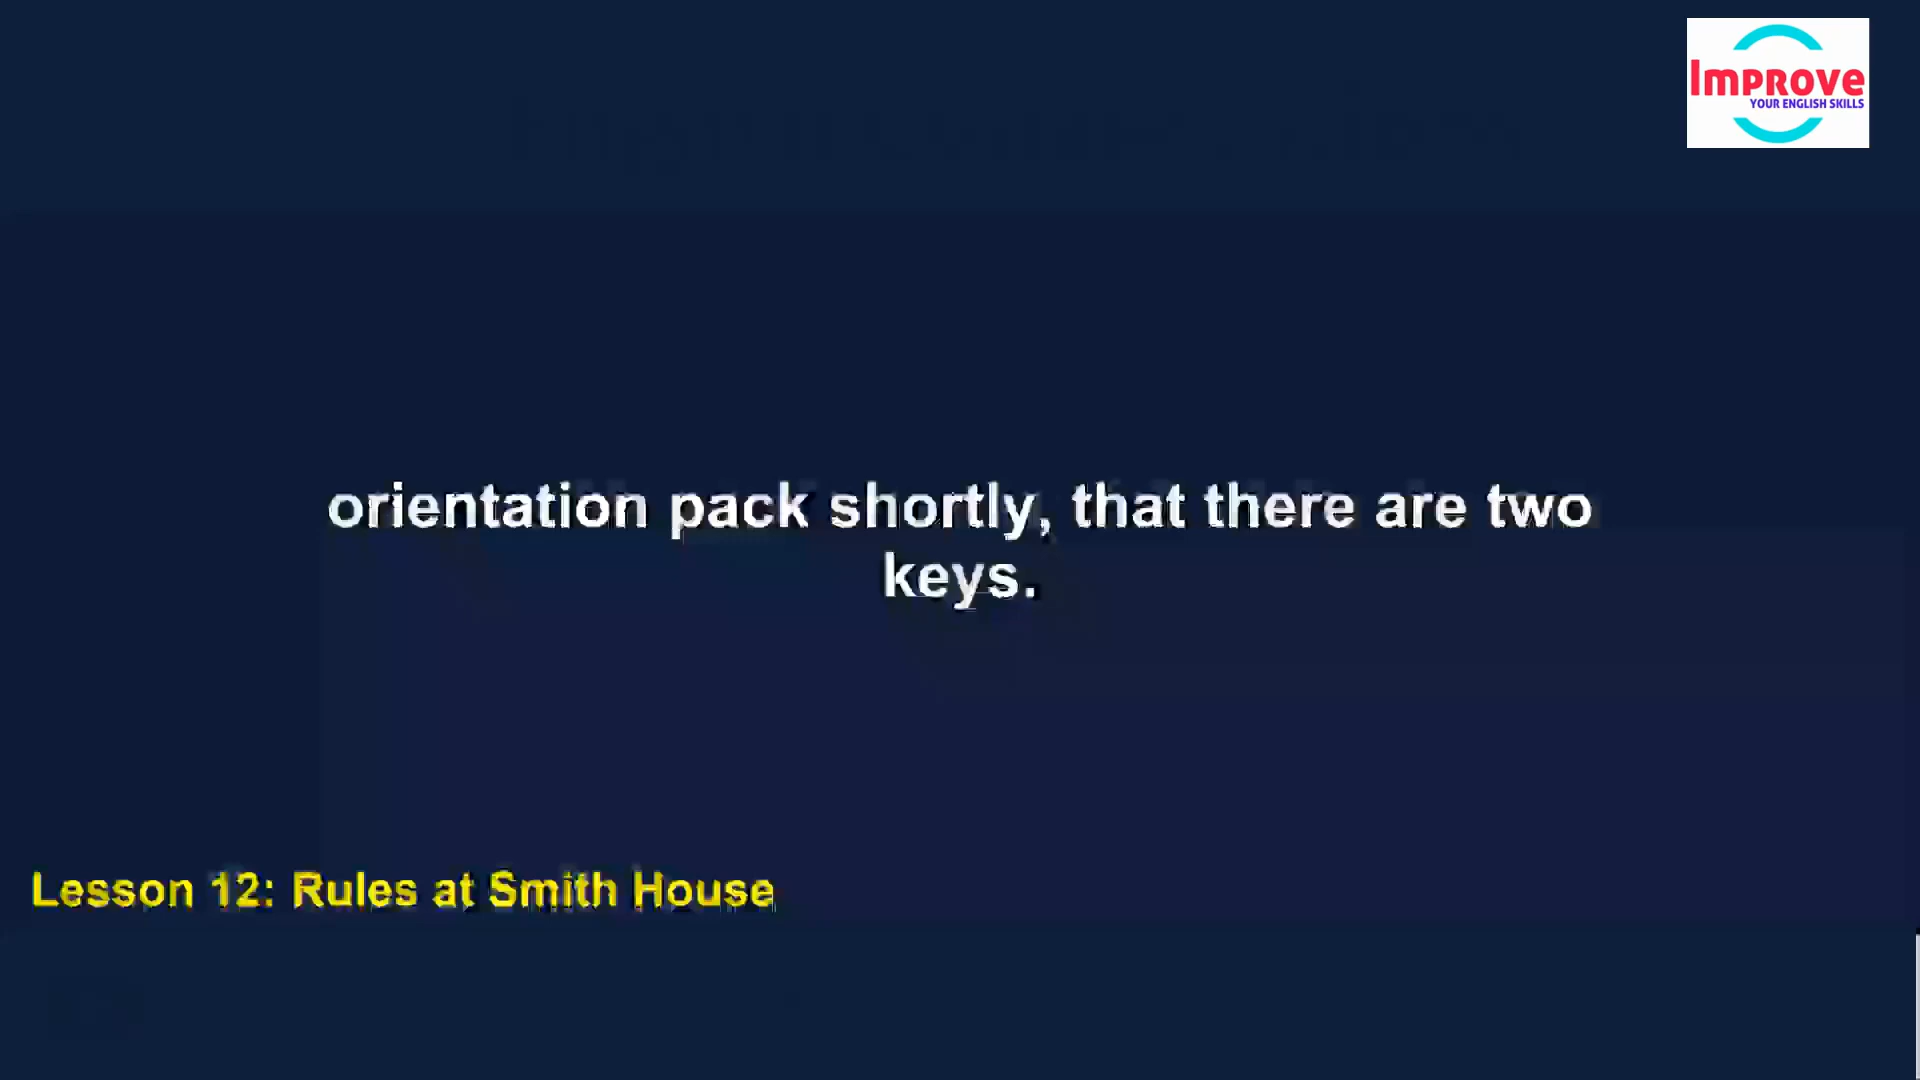 Improve
YOUR ENGLISH SKILLS
orientation pack shortly, that there are two
keys.
Lesson 12: Rules at Smith House